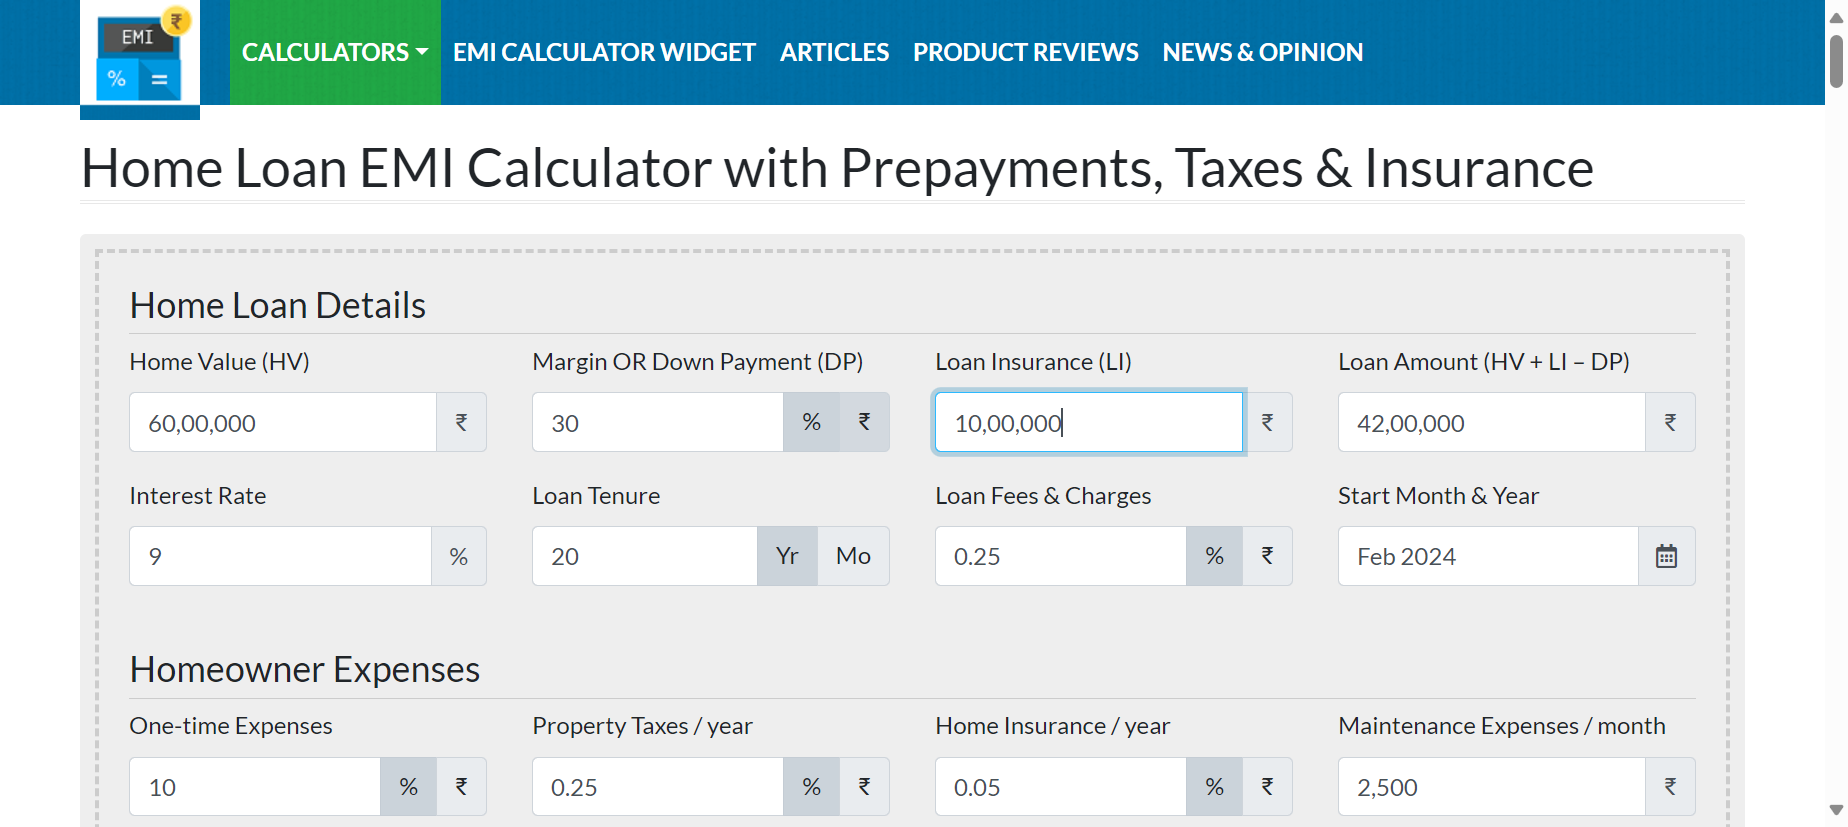 EMI
%
=
₹
CALCULATORS EMI CALCULATOR WIDGET ARTICLES PRODUCT REVIEWS NEWS & OPINION
Home Loan EMI Calculator with Prepayments, Taxes & Insurance
Home Loan Details
Home Value (HV) Margin OR Down Payment (DP) Loan Insurance (LI) Loan Amount (HV + LI – DP)
60,00,000 ₹ 30 % ₹ 10,00,000 ₹ 42,00,000 ₹
Interest Rate Loan Tenure Loan Fees & Charges Start Month & Year
9 % 20 Yr Mo 0.25 % ₹ Feb 2024
Homeowner Expenses
One-time Expenses Property Taxes / year Home Insurance / year Maintenance Expenses / month
10 % ₹ 0.25 % ₹ 0.05 % ₹ 2,500 ₹